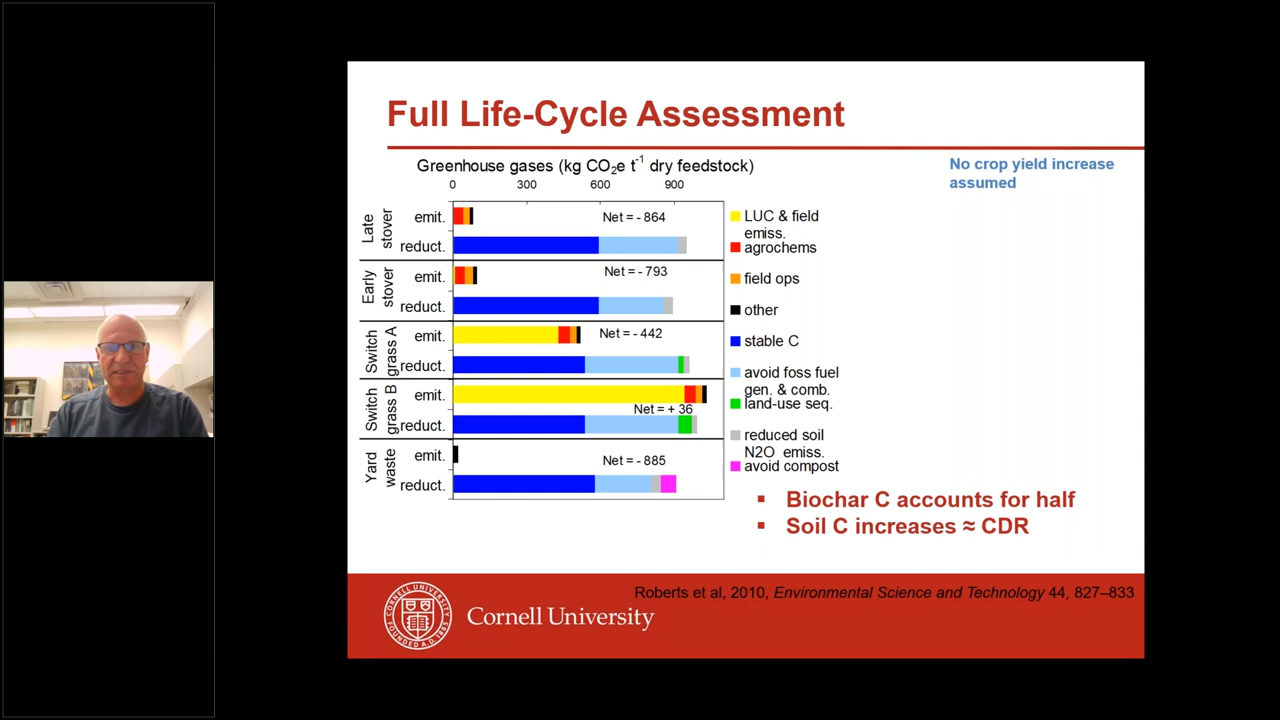 Full Life-Cycle Assessment
Greenhouse gases (kg CO2e t-1 dry feedstock)
No crop yield increase
assumed
0 300 600 900
Late
stover
emit.
Net = - 864
reduct.
Early
stover
emit.
Net = - 793
reduct.
Switch
grass A
emit.
Net = - 442
reduct.
Switch
grass B
emit.
Net = + 36
reduct.
Yard
waste
emit.
Net = - 885
reduct.
LUC & field
emiss.
agrochems
field ops
other
stable C
avoid foss fuel
gen. & comb.
land-use seq.
reduced soil
N2O emiss.
avoid compost
▪ Biochar C accounts for half
▪ Soil C increases ≈ CDR
Roberts et al, 2010, Environmental Science and Technology 44, 827–833
Cornell University